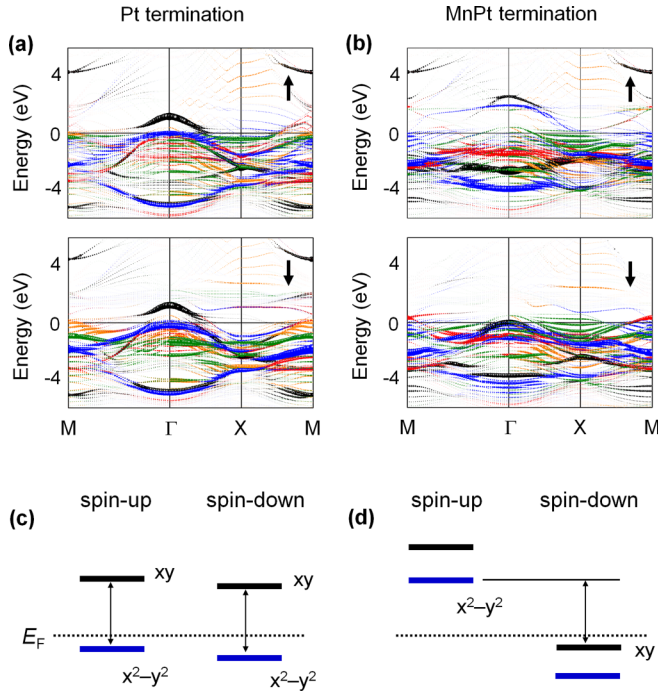 Pt termination
MnPt termination
(a)
(b)
Energy (eV)
4
0
-4
Energy (eV)
4
0
-4
Energy (eV)
4
0
-4
Energy (eV)
4
0
-4
M Γ X M
M Γ X M
(c) spin-up spin-down
(d) spin-up spin-down
xy
xy
E_F
x²–y²
x²–y²
x²–y²
xy